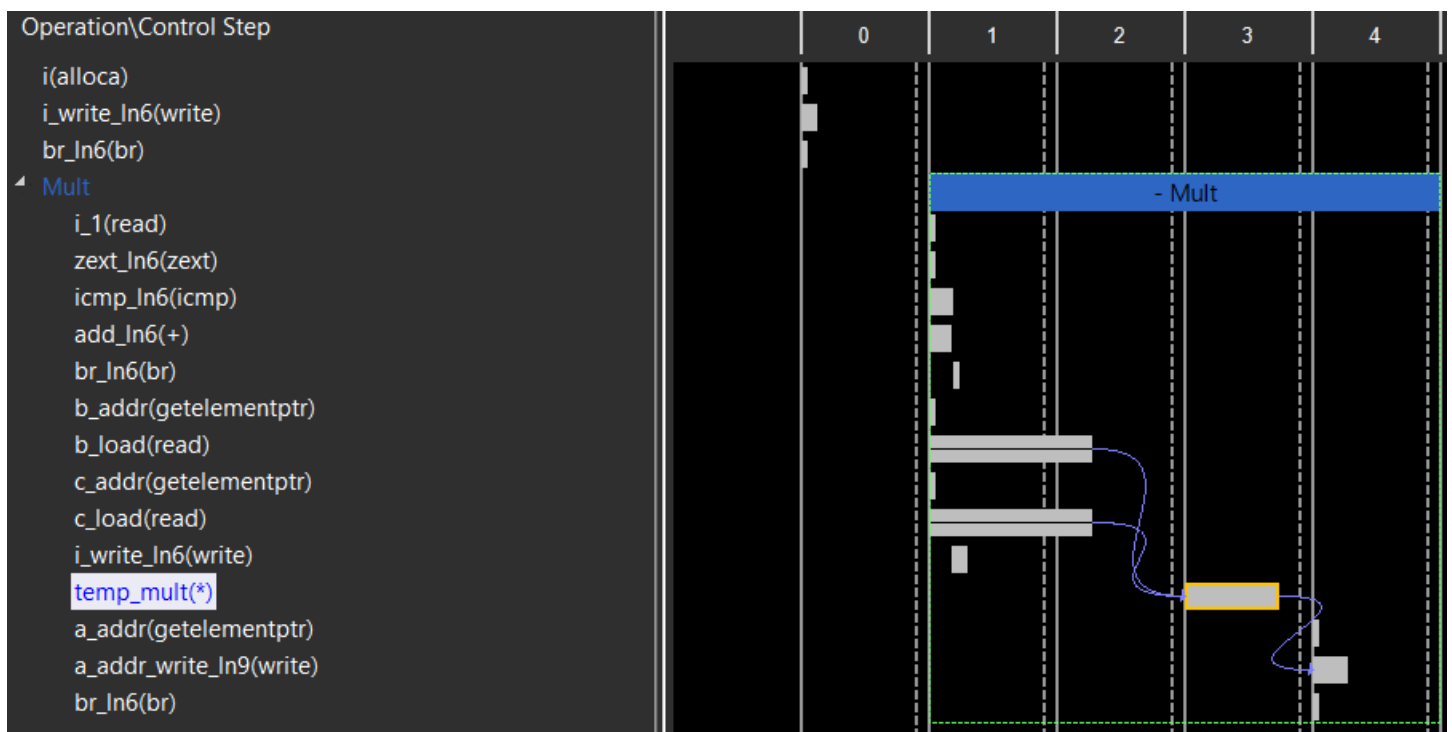 Operation\Control Step
0 1 2 3 4
i(alloca)
i_write_ln6(write)
br_ln6(br)
Mult
- Mult
i_1(read)
zext_ln6(zext)
icmp_ln6(icmp)
add_ln6(+)
br_ln6(br)
b_addr(getelementptr)
b_load(read)
c_addr(getelementptr)
c_load(read)
i_write_ln6(write)
temp_mult(*)
a_addr(getelementptr)
a_addr_write_ln9(write)
br_ln6(br)